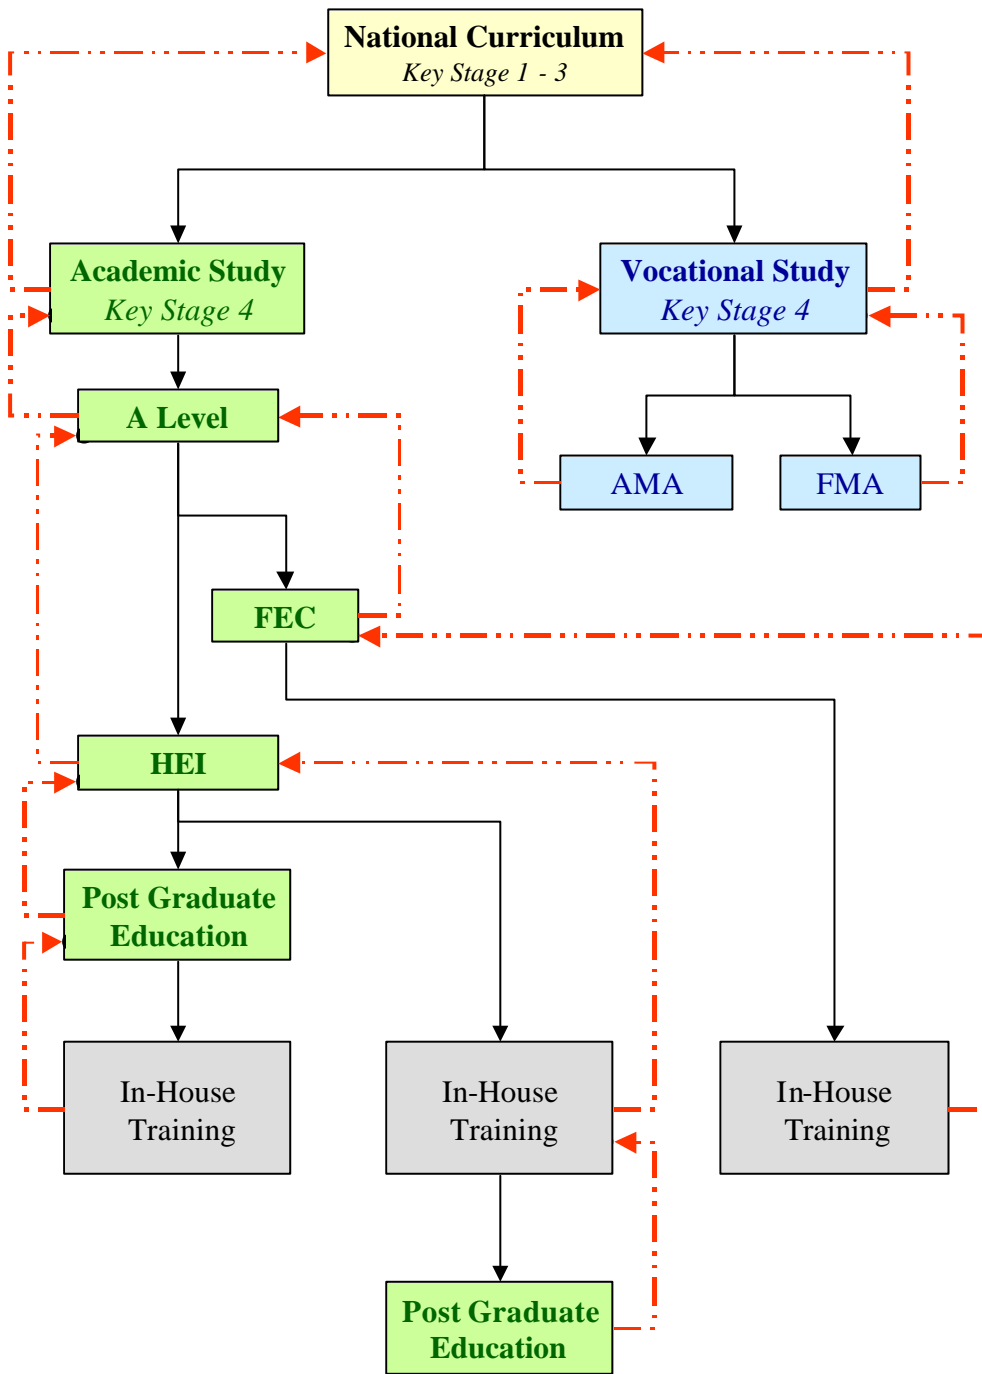 National Curriculum
Key Stage 1 - 3
Academic Study
Key Stage 4
Vocational Study
Key Stage 4
A Level
AMA
FMA
FEC
HEI
Post Graduate
Education
In-House
Training
In-House
Training
In-House
Training
Post Graduate
Education